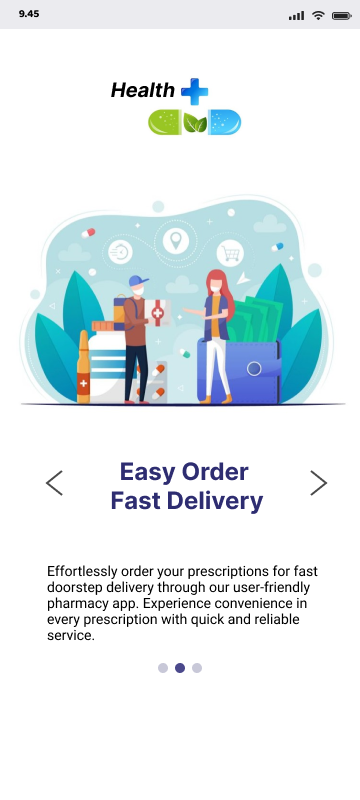 9.45
Health
Easy Order
Fast Delivery
Effortlessly order your prescriptions for fast
doorstep delivery through our user-friendly
pharmacy app. Experience convenience in
every prescription with quick and reliable
service.